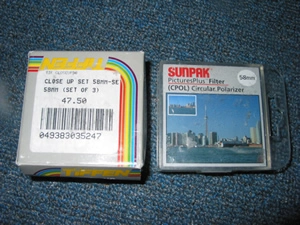 CLOSE UP SET 58MM-SE
58MM (SET OF 3)
47.50
049383035247
TIFFEN
SUNPAK
PicturesPlus Filter
(CPOL) Circular Polarizer
58mm